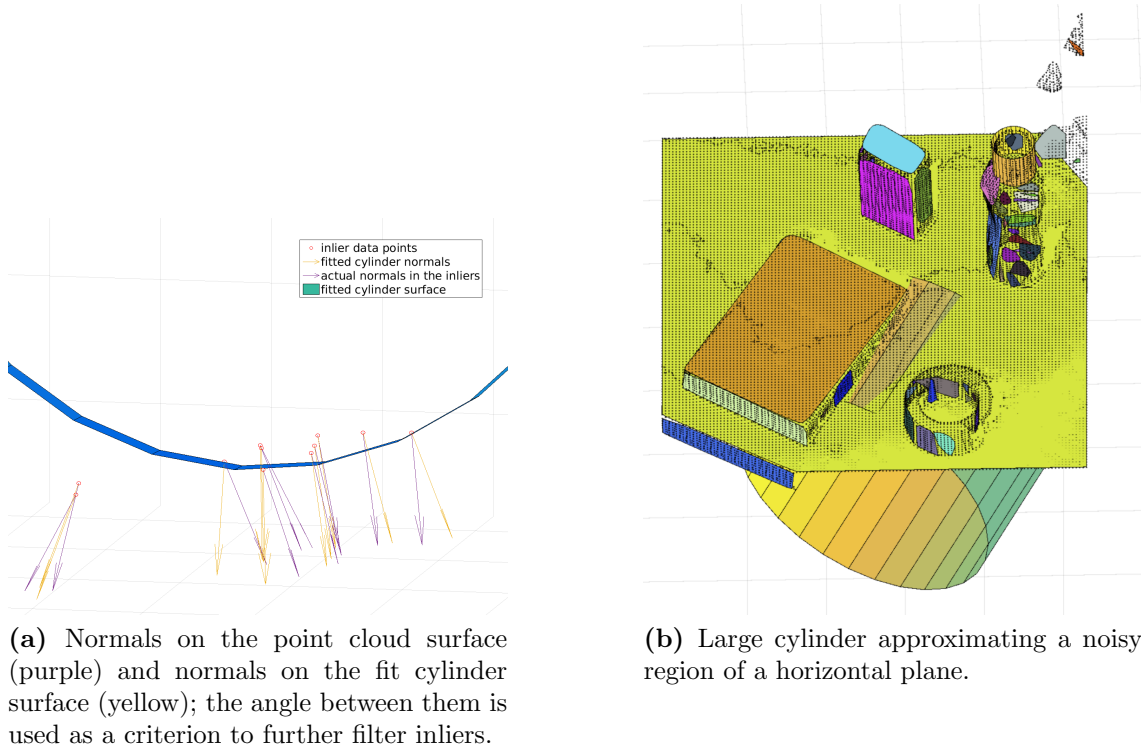 inlier data points
fitted cylinder normals
actual normals in the inliers
fitted cylinder surface
(a) Normals on the point cloud surface
(purple) and normals on the fit cylinder
surface (yellow); the angle between them is
used as a criterion to further filter inliers.
(b) Large cylinder approximating a noisy
region of a horizontal plane.